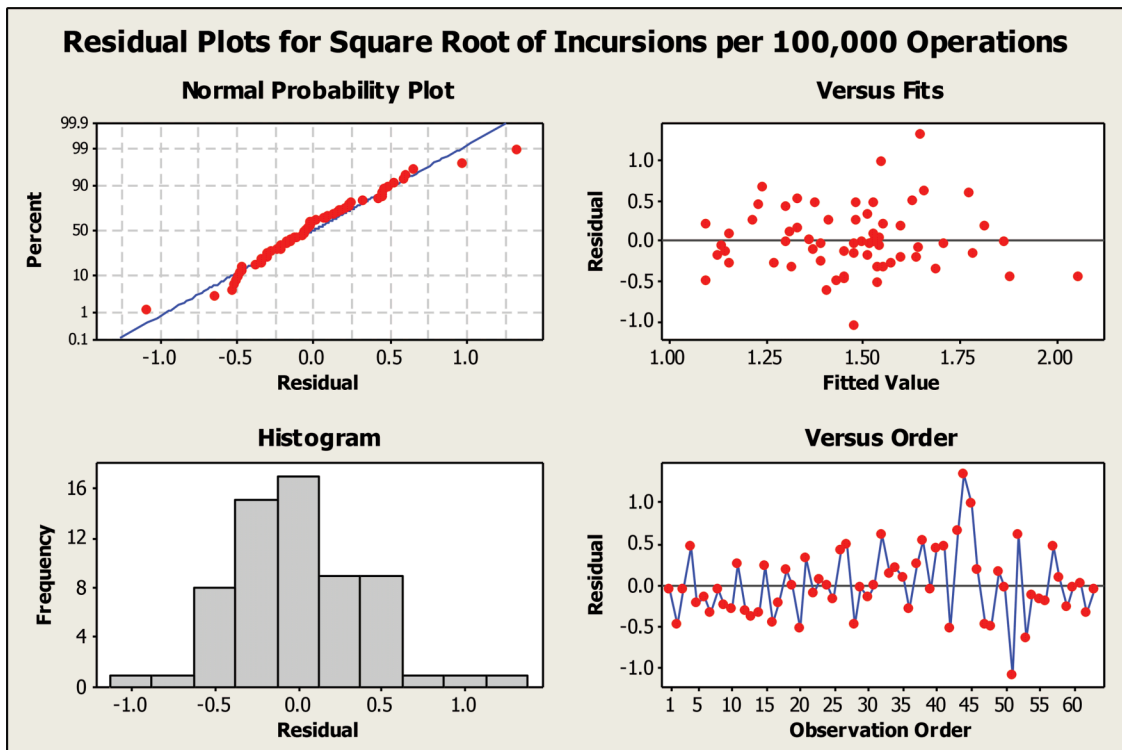 Residual Plots for Square Root of Incursions per 100,000 Operations
Normal Probability Plot
Percent
99.9
99
90
50
10
1
0.1
-1.0 -0.5 0.0 0.5 1.0
Residual
Versus Fits
Residual
1.0
0.5
0.0
-0.5
-1.0
1.00 1.25 1.50 1.75 2.00
Fitted Value
Histogram
Frequency
16
12
8
4
0
-1.0 -0.5 0.0 0.5 1.0
Residual
Versus Order
Residual
1.0
0.5
0.0
-0.5
-1.0
1 5 10 15 20 25 30 35 40 45 50 55 60
Observation Order